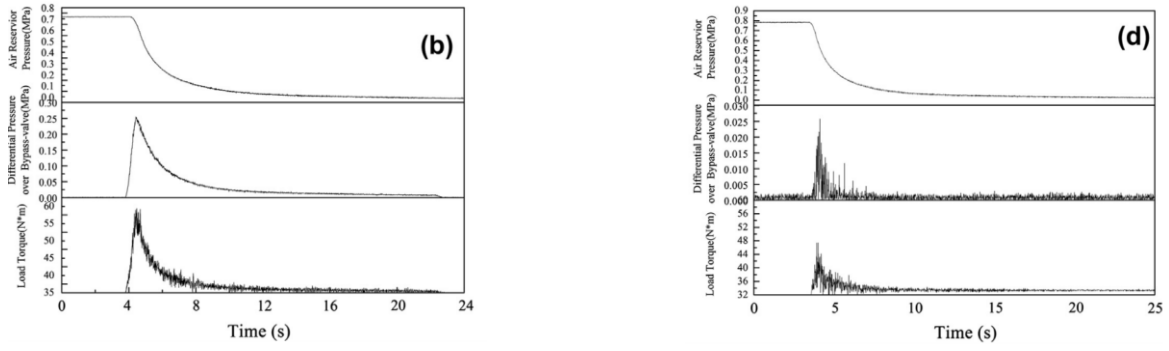 (b)
Air Reservior
Pressure(MPa)
0.8
0.7
0.6
0.5
0.4
0.3
0.2
0.1
0.0
Differential Pressure
over Bypass-valve(MPa)
0.30
0.25
0.20
0.15
0.10
0.05
0.00
Load Torque(N*m)
60
55
50
45
40
35
0 4 8 12 16 20 24
Time (s)
(d)
Air Reservior
Pressure(MPa)
0.9
0.8
0.7
0.6
0.5
0.4
0.3
0.2
0.1
0.0
Differential Pressure
over Bypass-valve(MPa)
0.030
0.025
0.020
0.015
0.010
0.005
0.000
Load Torque(N*m)
56
52
48
44
40
36
32
0 5 10 15 20 25
Time (s)